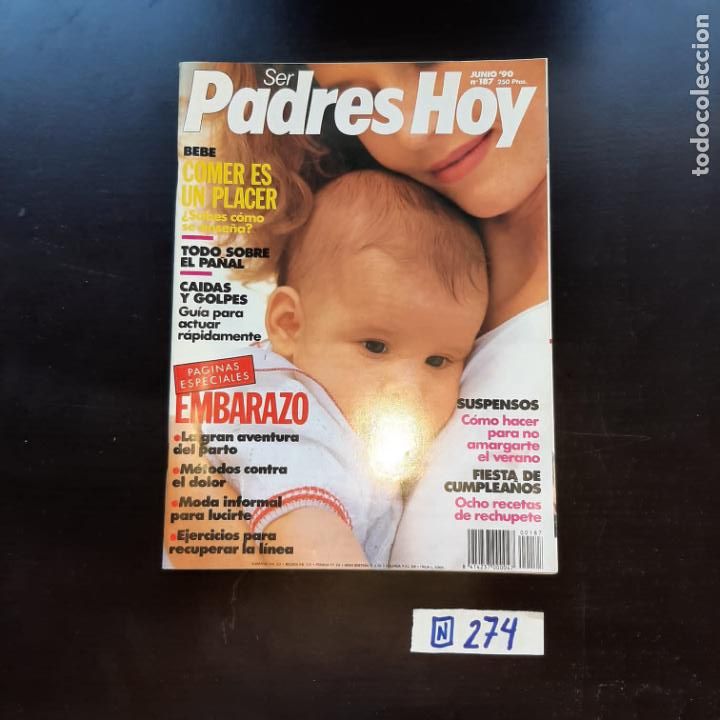 Ser
Padres Hoy
JUNIO '90
nº 187 250 Ptas.
BEBE
COMER ES
UN PLACER
¿Sabes cómo
se enseña?
TODO SOBRE
EL PAÑAL
CAIDAS
Y GOLPES
Guía para
actuar
rápidamente
PAGINAS
ESPECIALES
EMBARAZO
•La gran aventura
del parto
•Métodos contra
el dolor
•Moda informal
para lucirte
•Ejercicios para
recuperar la línea
SUSPENSOS
Cómo hacer
para no
amargarte
el verano
FIESTA DE
CUMPLEAÑOS
Ocho recetas
de rechupete
00187
N 274
todocoleccion.net